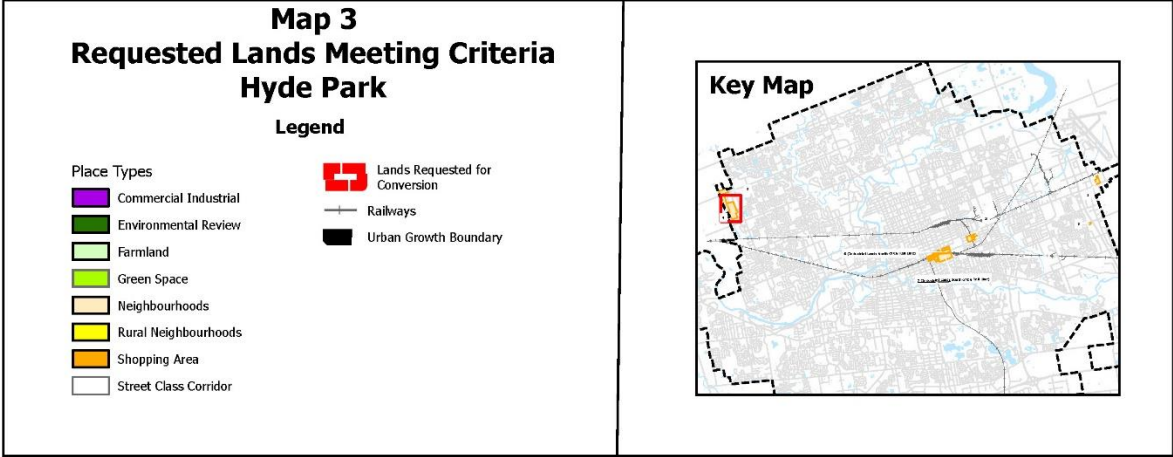 Map 3
Requested Lands Meeting Criteria
Hyde Park
Legend
Place Types
Commercial Industrial
Environmental Review
Farmland
Green Space
Neighbourhoods
Rural Neighbourhoods
Shopping Area
Street Class Corridor
Lands Requested for
Conversion
Railways
Urban Growth Boundary
Key Map